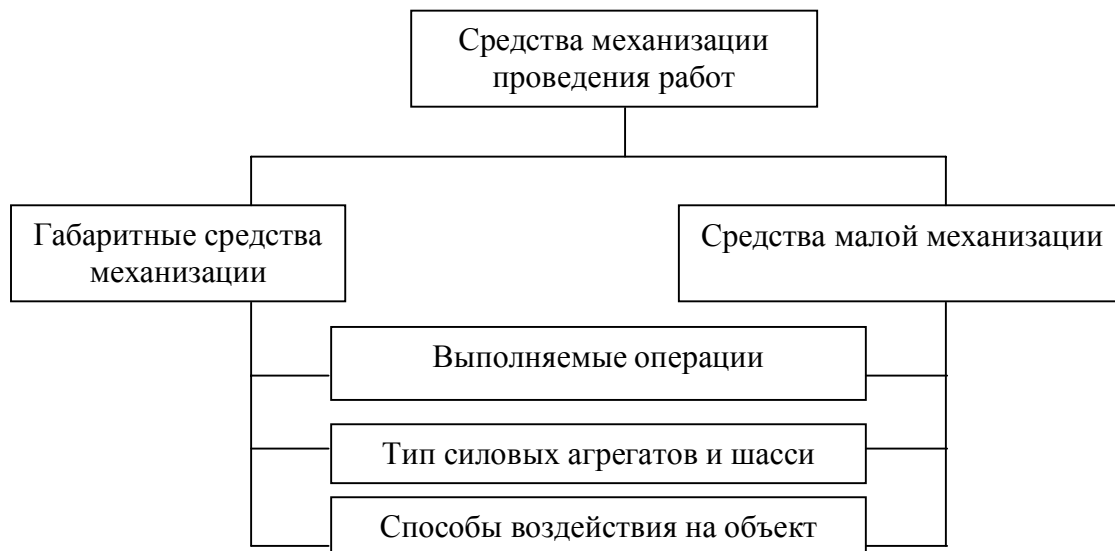 Средства механизации
проведения работ
Габаритные средства
механизации
Средства малой механизации
Выполняемые операции
Тип силовых агрегатов и шасси
Способы воздействия на объект